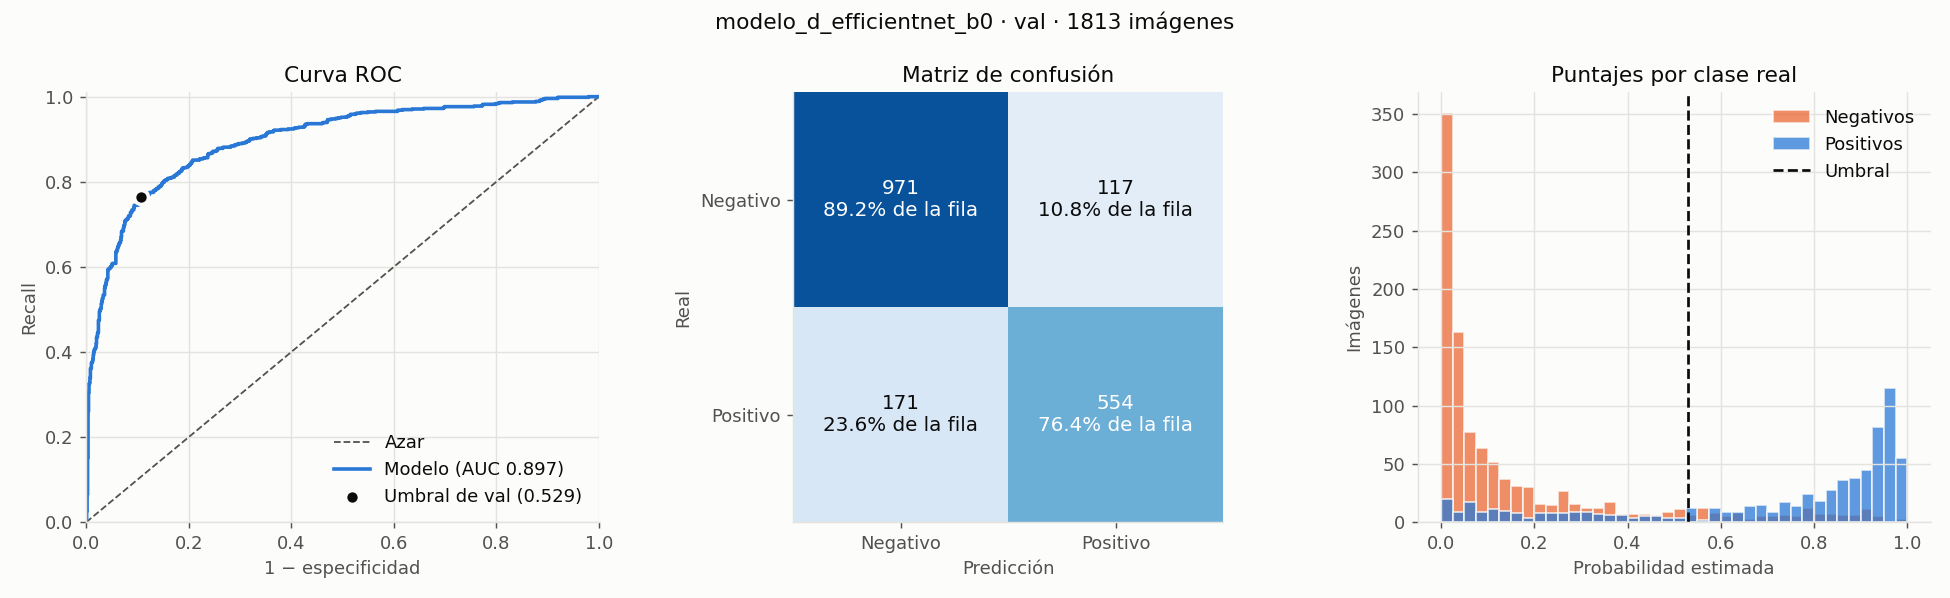 modelo_d_efficientnet_b0 · val · 1813 imágenes
Curva ROC
1.0
0.8
0.6
0.4
0.2
0.0
Recall
0.0 0.2 0.4 0.6 0.8 1.0
1 − especificidad
Azar
Modelo (AUC 0.897)
Umbral de val (0.529)
Matriz de confusión
Real
Negativo
971
89.2% de la fila
117
10.8% de la fila
Positivo
171
23.6% de la fila
554
76.4% de la fila
Negativo Positivo
Predicción
Puntajes por clase real
350
300
250
200
150
100
50
0
Imágenes
0.0 0.2 0.4 0.6 0.8 1.0
Probabilidad estimada
Negativos
Positivos
Umbral